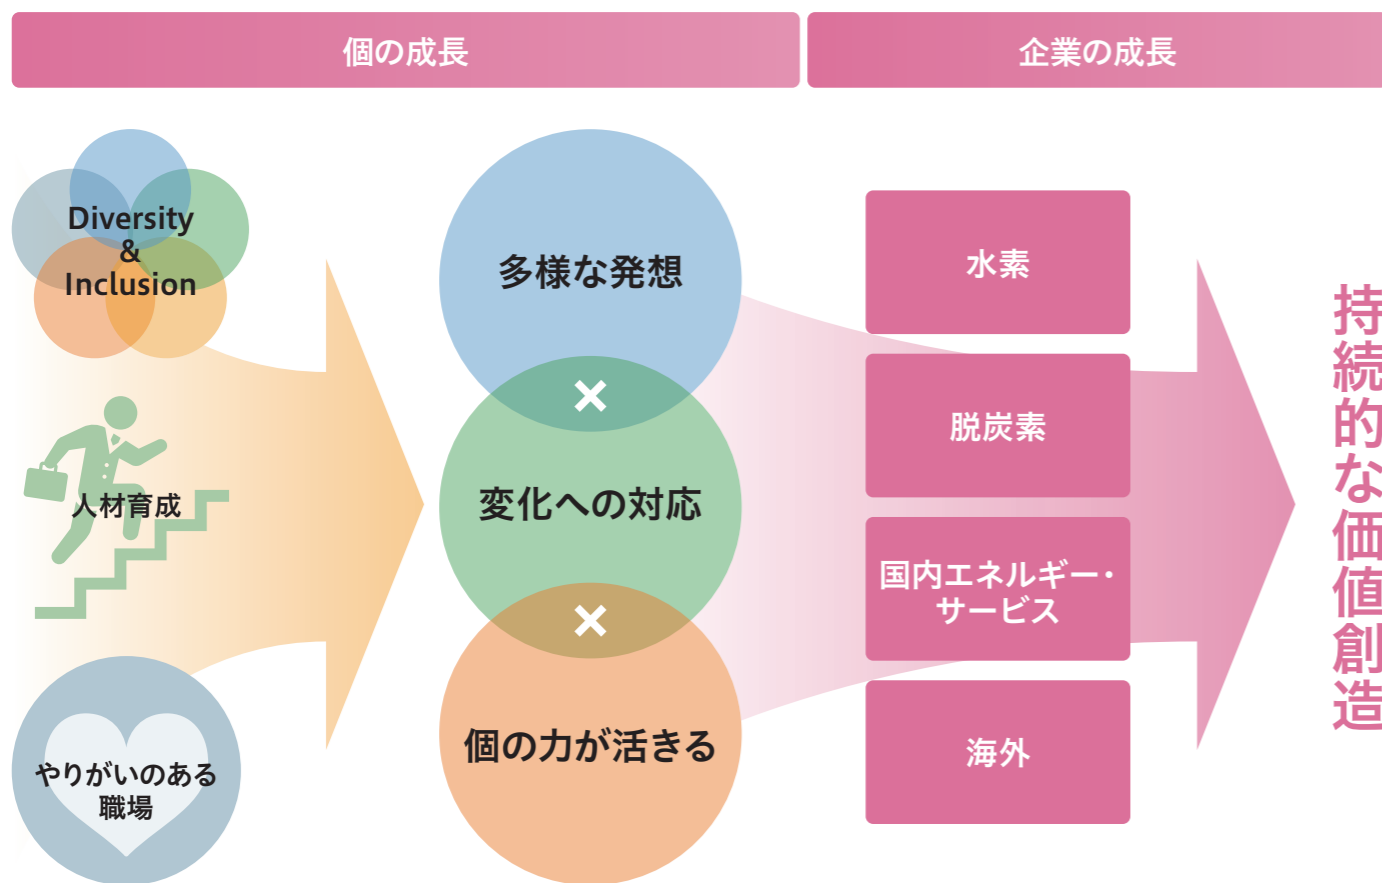 個の成長
企業の成長
Diversity
&
Inclusion
人材育成
やりがいのある
職場
多様な発想
×
変化への対応
×
個の力が活きる
水素
脱炭素
国内エネルギー・
サービス
海外
持続的な価値創造